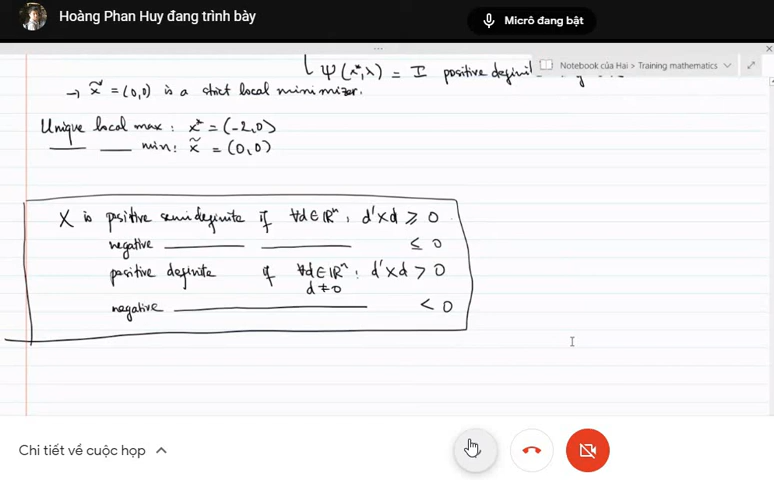 Hoàng Phan Huy đang trình bày
Micrô đang bật
Ψ(x*,λ) = I positive
Notebook của Hai > Training mathematics
→ x̃ = (0,0) is a strict local minimizer.
Unique local max: x* = (-2,0)
—— —— min: x̃ = (0,0)
X is positive semidefinite if ∀d∈ℝⁿ: d'Xd ≥ 0
negative —— —— ≤ 0
positive definite if ∀d∈ℝⁿ: d'Xd > 0
d≠0
negative —— < 0
Chi tiết về cuộc họp